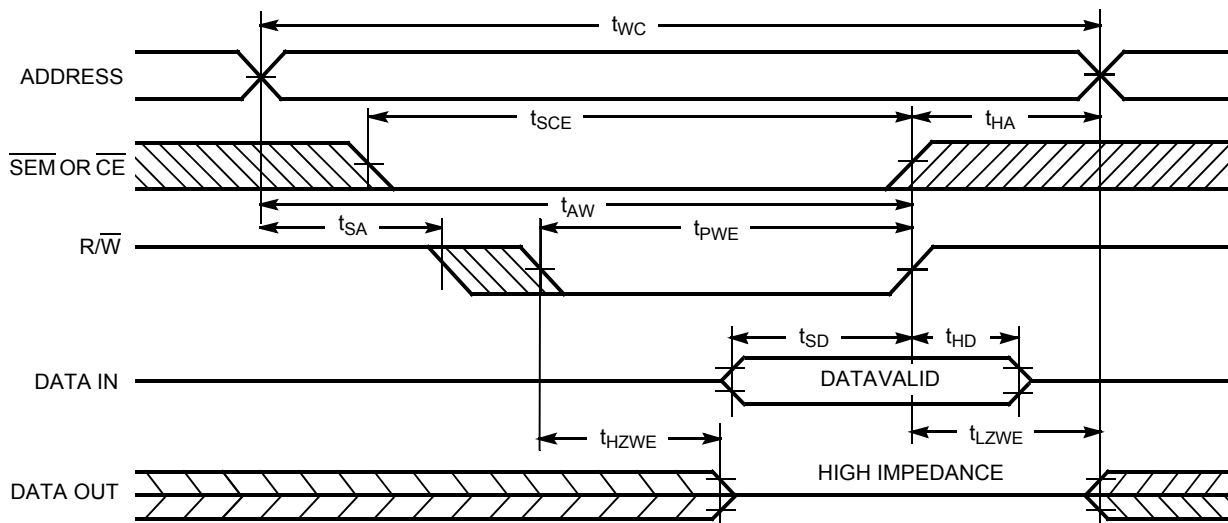 tWC
ADDRESS
tSCE
tHA
SEM OR CE
tAW
tSA
tPWE
R/W
tSD
tHD
DATA IN
DATAVALID
tHZWE
tLZWE
HIGH IMPEDANCE
DATA OUT